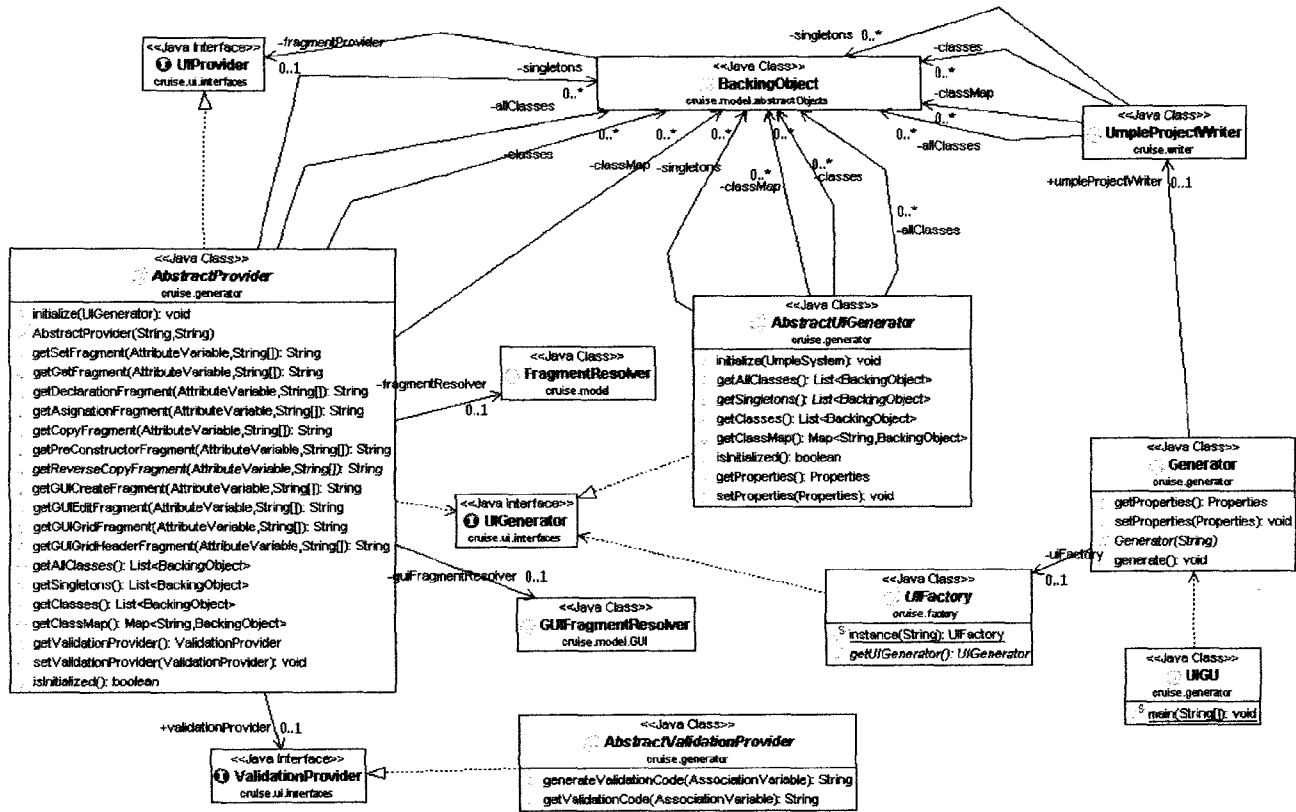 -singletons 0..*
-classes
0..*
-classMap
0..*
0..*
-allClasses
<<Java Interface>>
UIProvider
cruise.ui.interfaces
-fragmentProvider
0..1
<<Java Class>>
BackingObject
cruise.model.abstractObjects
-singletons
0..*
-allClasses
0..*
-classes
0..*
-classMap
0..*
-singletons
0..*
-classMap
0..*
0..*
-classes
0..*
-allClasses
<<Java Class>>
UmpleProjectWriter
cruise.writer
+umpleProjectWriter 0..1
<<Java Class>>
AbstractProvider
cruise.generator
initialize(UIGenerator): void
AbstractProvider(String,String)
getSetFragment(AttributeVariable,String[]): String
getGetFragment(AttributeVariable,String[]): String
getDeclarationFragment(AttributeVariable,String[]): String
getAsignationFragment(AttributeVariable,String[]): String
getCopyFragment(AttributeVariable,String[]): String
getPreConstructorFragment(AttributeVariable,String[]): String
getReverseCopyFragment(AttributeVariable,String[]): String
getGUICreateFragment(AttributeVariable,String[]): String
getGUIEditFragment(AttributeVariable,String[]): String
getGUIGridFragment(AttributeVariable,String[]): String
getGUIGridHeaderFragment(AttributeVariable,String[]): String
getAllClasses(): List<BackingObject>
getSingletons(): List<BackingObject>
getClasses(): List<BackingObject>
getClassMap(): Map<String,BackingObject>
getValidationProvider(): ValidationProvider
setValidationProvider(ValidationProvider): void
isInitialized(): boolean
-fragmentResolver
0..1
<<Java Class>>
FragmentResolver
cruise.model
<<Java Class>>
AbstractUIGenerator
cruise.generator
initialize(UmpleSystem): void
getAllClasses(): List<BackingObject>
getSingletons(): List<BackingObject>
getClasses(): List<BackingObject>
getClassMap(): Map<String,BackingObject>
isInitialized(): boolean
getProperties(): Properties
setProperties(Properties): void
<<Java Interface>>
UIGenerator
cruise.ui.interfaces
<<Java Class>>
Generator
cruise.generator
getProperties(): Properties
setProperties(Properties): void
Generator(String)
generate(): void
-uiFactory
0..1
-guiFragmentResolver 0..1
<<Java Class>>
GUIFragmentResolver
cruise.model.GUI
<<Java Class>>
UIFactory
cruise.factory
S instance(String): UIFactory
getUIGenerator(): UIGenerator
<<Java Class>>
UIGU
cruise.generator
S main(String[]): void
+validationProvider 0..1
<<Java Interface>>
ValidationProvider
cruise.ui.interfaces
<<Java Class>>
AbstractValidationProvider
cruise.generator
generateValidationCode(AssociationVariable): String
getValidationCode(AssociationVariable): String